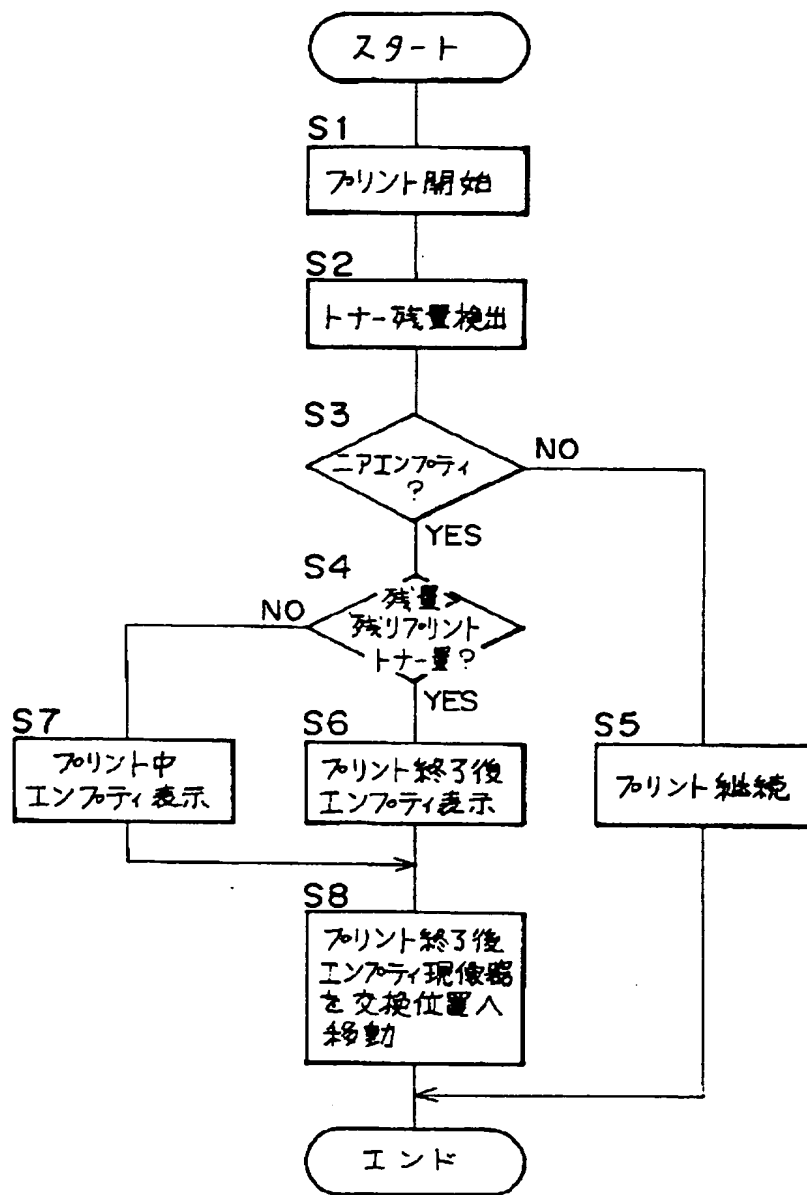 スタート
S1
プリント開始
S2
トナー残量検出
S3
ニアエンプティ
?
NO
YES
S4
残量>
残りプリント
トナー量?
NO
YES
S7
プリント中
エンプティ表示
S6
プリント終了後
エンプティ表示
S5
プリント継続
S8
プリント終了後
エンプティ現像器
を交換位置へ
移動
エンド